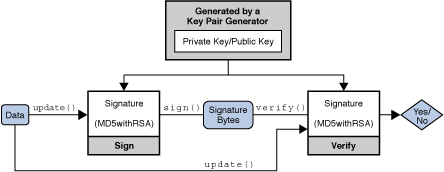 Generated by a
Key Pair Generator
Private Key/Public Key
Data
update()
Signature
(MD5withRSA)
Sign
sign()
Signature
Bytes
verify()
Signature
(MD5withRSA)
Verify
Yes/
No
update()